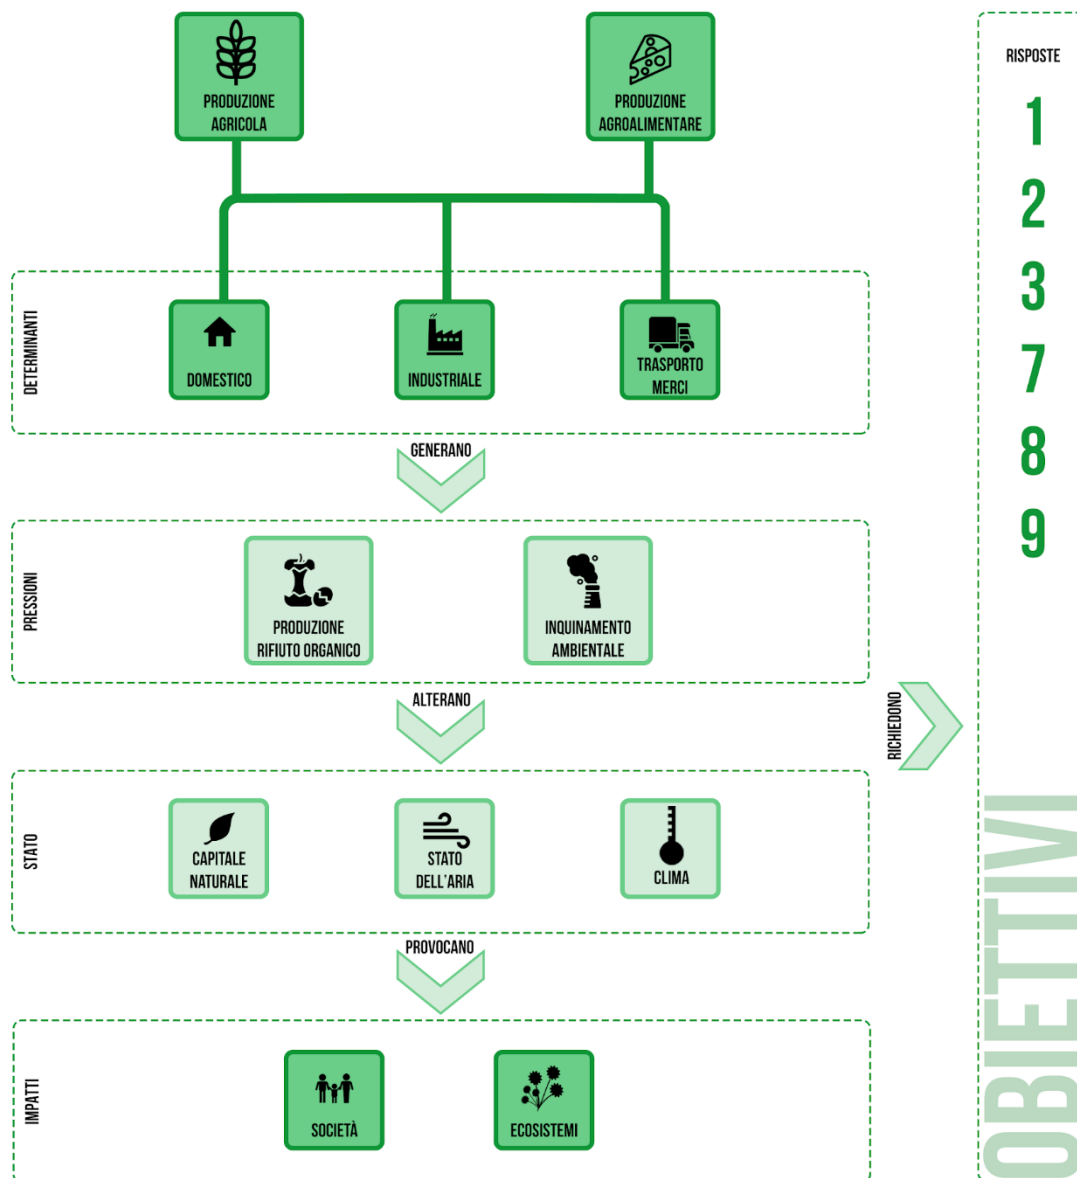 PRODUZIONE
AGRICOLA
PRODUZIONE
AGROALIMENTARE
DETERMINANTI
DOMESTICO
INDUSTRIALE
TRASPORTO
MERCI
GENERANO
PRESSIONI
PRODUZIONE
RIFIUTO ORGANICO
INQUINAMENTO
AMBIENTALE
ALTERANO
STATO
CAPITALE
NATURALE
STATO
DELL'ARIA
CLIMA
PROVOCANO
IMPATTI
SOCIETÀ
ECOSISTEMI
RICHIEDONO
RISPOSTE
1
2
3
7
8
9
OBIETTIVI